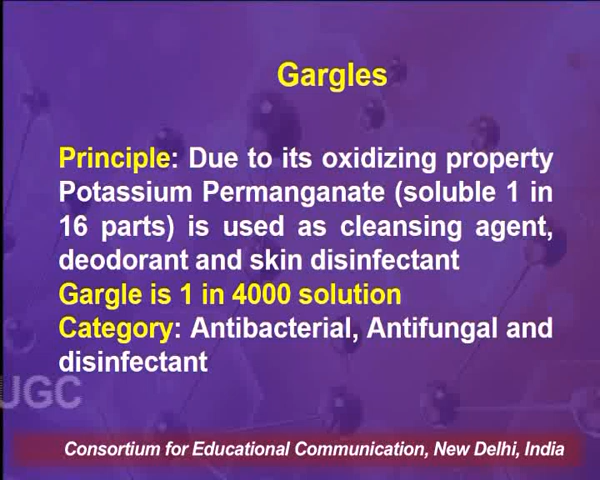 Gargles
Principle: Due to its oxidizing property
Potassium Permanganate (soluble 1 in
16 parts) is used as cleansing agent,
deodorant and skin disinfectant
Gargle is 1 in 4000 solution
Category: Antibacterial, Antifungal and
disinfectant
UGC
Consortium for Educational Communication, New Delhi, India